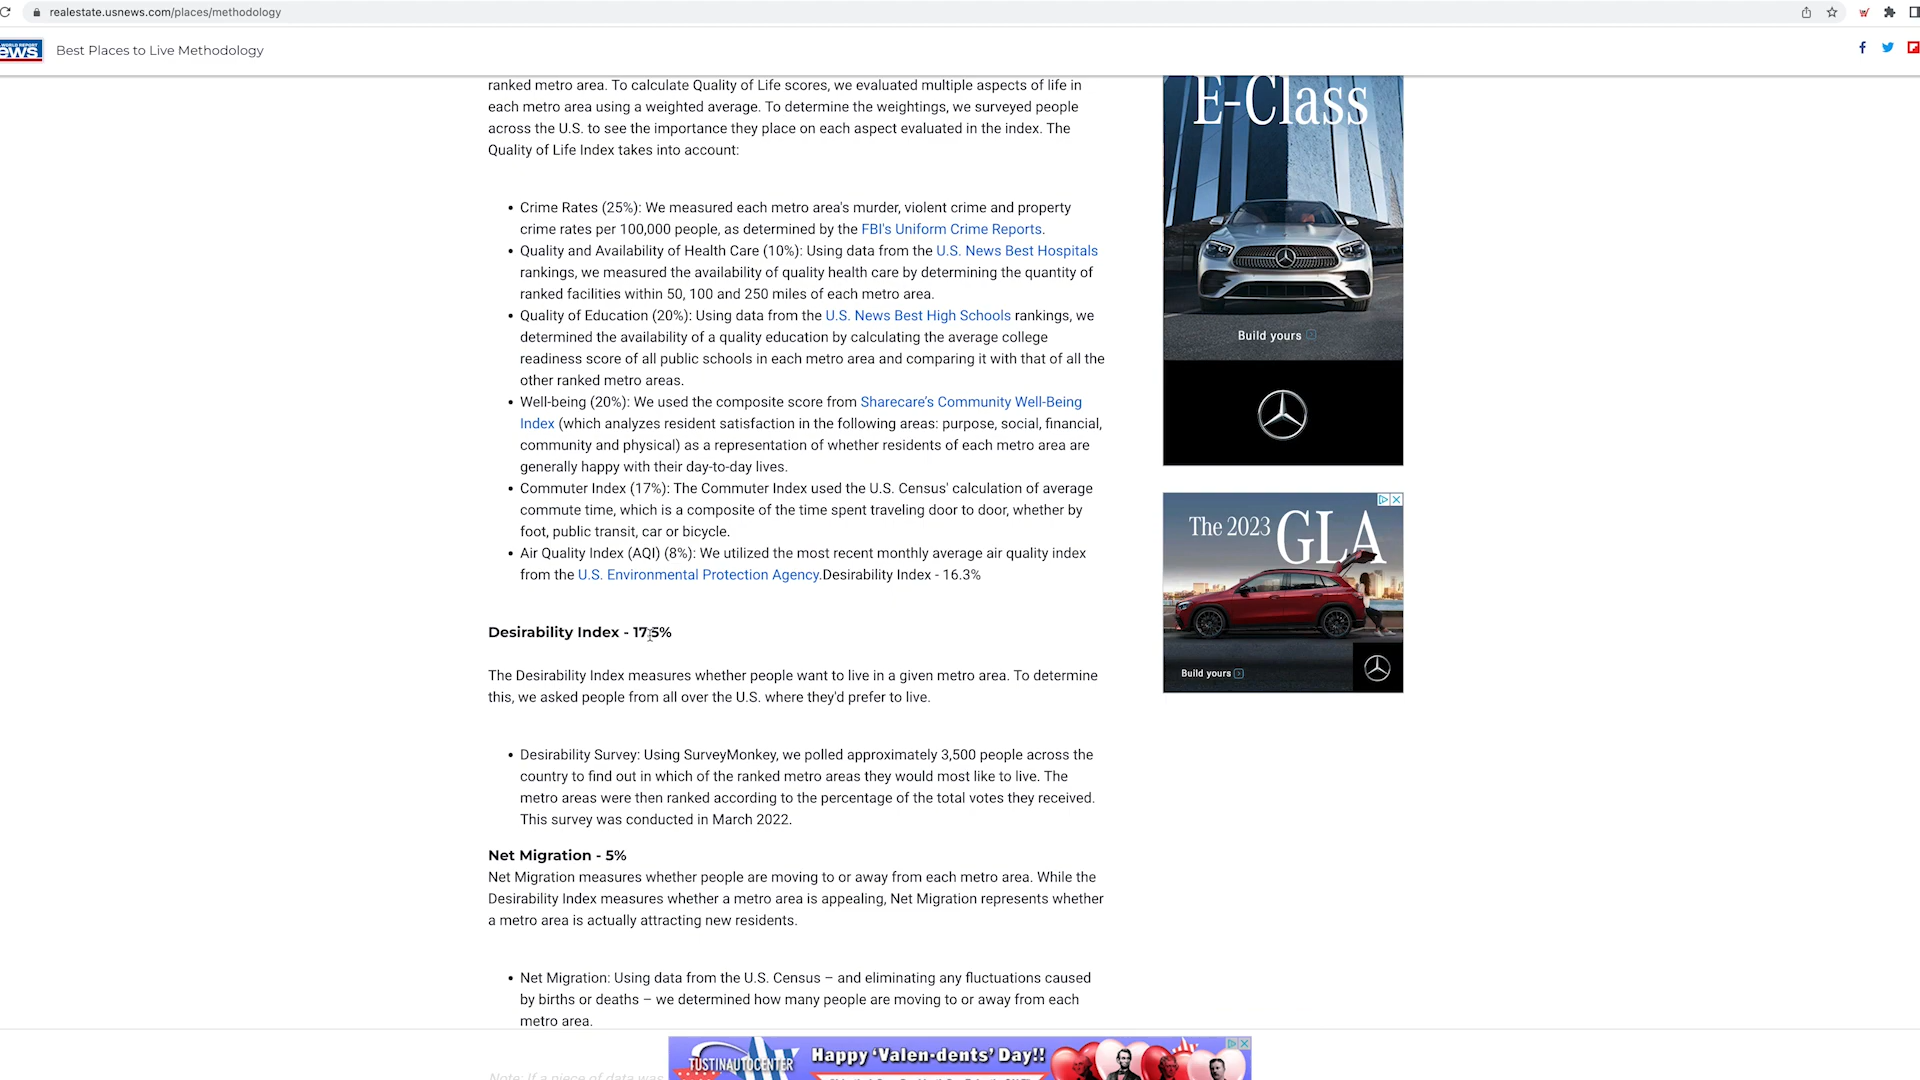 realestate.usnews.com/places/methodology
WORLD REPORT
ews
Best Places to Live Methodology
ranked metro area. To calculate Quality of Life scores, we evaluated multiple aspects of life in
each metro area using a weighted average. To determine the weightings, we surveyed people
across the U.S. to see the importance they place on each aspect evaluated in the index. The
Quality of Life Index takes into account:
• Crime Rates (25%): We measured each metro area's murder, violent crime and property
crime rates per 100,000 people, as determined by the FBI's Uniform Crime Reports.
• Quality and Availability of Health Care (10%): Using data from the U.S. News Best Hospitals
rankings, we measured the availability of quality health care by determining the quantity of
ranked facilities within 50, 100 and 250 miles of each metro area.
• Quality of Education (20%): Using data from the U.S. News Best High Schools rankings, we
determined the availability of a quality education by calculating the average college
readiness score of all public schools in each metro area and comparing it with that of all the
other ranked metro areas.
• Well-being (20%): We used the composite score from Sharecare's Community Well-Being
Index (which analyzes resident satisfaction in the following areas: purpose, social, financial,
community and physical) as a representation of whether residents of each metro area are
generally happy with their day-to-day lives.
• Commuter Index (17%): The Commuter Index used the U.S. Census' calculation of average
commute time, which is a composite of the time spent traveling door to door, whether by
foot, public transit, car or bicycle.
• Air Quality Index (AQI) (8%): We utilized the most recent monthly average air quality index
from the U.S. Environmental Protection Agency.Desirability Index - 16.3%
Desirability Index - 17.5%
The Desirability Index measures whether people want to live in a given metro area. To determine
this, we asked people from all over the U.S. where they'd prefer to live.
• Desirability Survey: Using SurveyMonkey, we polled approximately 3,500 people across the
country to find out in which of the ranked metro areas they would most like to live. The
metro areas were then ranked according to the percentage of the total votes they received.
This survey was conducted in March 2022.
Net Migration - 5%
Net Migration measures whether people are moving to or away from each metro area. While the
Desirability Index measures whether a metro area is appealing, Net Migration represents whether
a metro area is actually attracting new residents.
• Net Migration: Using data from the U.S. Census – and eliminating any fluctuations caused
by births or deaths – we determined how many people are moving to or away from each
metro area.
Note: If a piece of data was
E-Class
Build yours
The 2023 GLA
Build yours
TUSTIN AUTO CENTER
Happy 'Valen-dents' Day!!